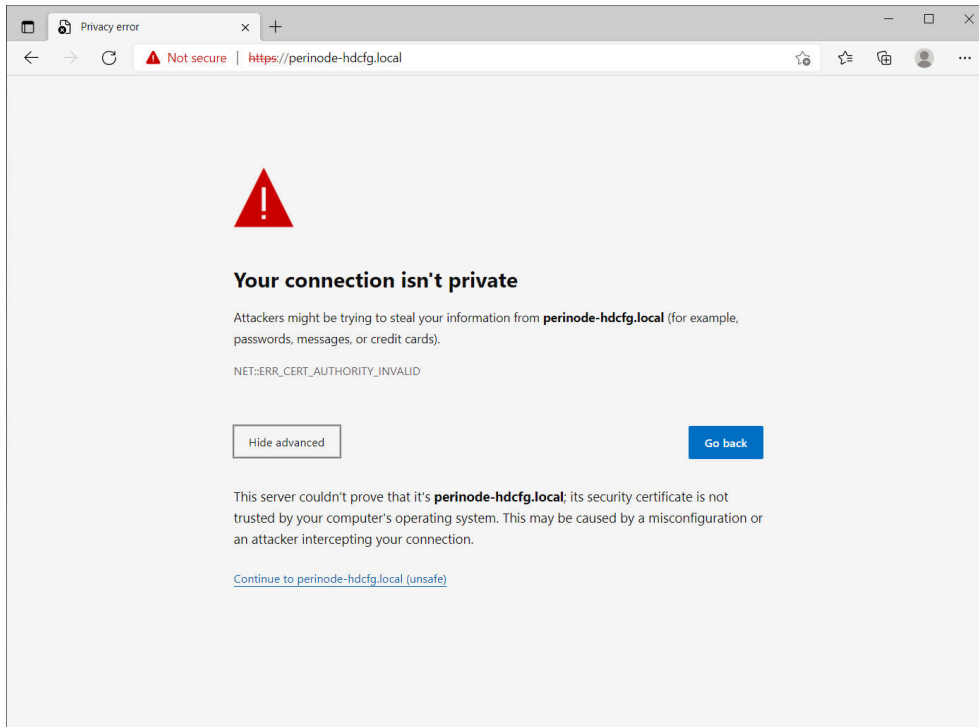 Privacy error
Not secure | https://perinode-hdcfg.local
Your connection isn't private
Attackers might be trying to steal your information from perinode-hdcfg.local (for example,
passwords, messages, or credit cards).
NET::ERR_CERT_AUTHORITY_INVALID
Hide advanced
Go back
This server couldn't prove that it's perinode-hdcfg.local; its security certificate is not
trusted by your computer's operating system. This may be caused by a misconfiguration or
an attacker intercepting your connection.
Continue to perinode-hdcfg.local (unsafe)